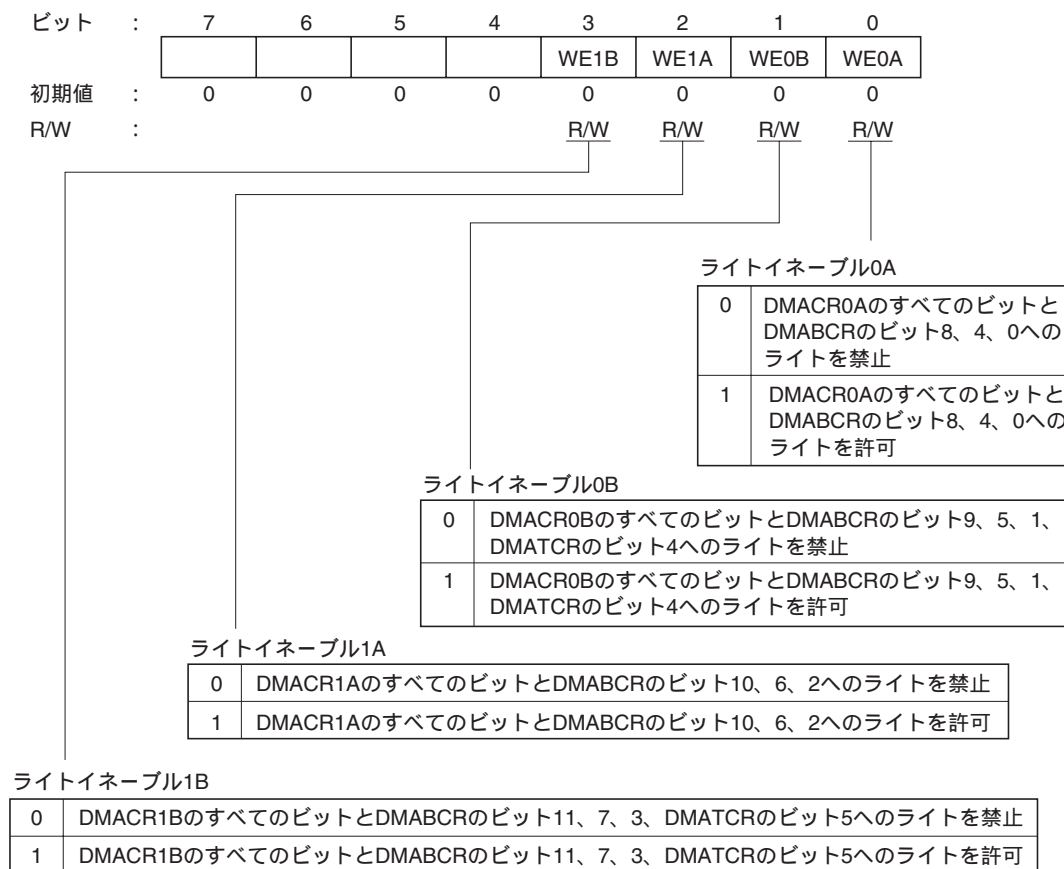 ビット : 7 6 5 4 3 2 1 0
WE1B WE1A WE0B WE0A
初期値 : 0 0 0 0 0 0 0 0
R/W : R/W R/W R/W R/W
ライトイネーブル0A
0 DMACR0Aのすべてのビットと
DMABCRのビット8、4、0への
ライトを禁止
1 DMACR0Aのすべてのビットと
DMABCRのビット8、4、0への
ライトを許可
ライトイネーブル0B
0 DMACR0BのすべてのビットとDMABCRのビット9、5、1、
DMATCRのビット4へのライトを禁止
1 DMACR0BのすべてのビットとDMABCRのビット9、5、1、
DMATCRのビット4へのライトを許可
ライトイネーブル1A
0 DMACR1AのすべてのビットとDMABCRのビット10、6、2へのライトを禁止
1 DMACR1AのすべてのビットとDMABCRのビット10、6、2へのライトを許可
ライトイネーブル1B
0 DMACR1BのすべてのビットとDMABCRのビット11、7、3、DMATCRのビット5へのライトを禁止
1 DMACR1BのすべてのビットとDMABCRのビット11、7、3、DMATCRのビット5へのライトを許可